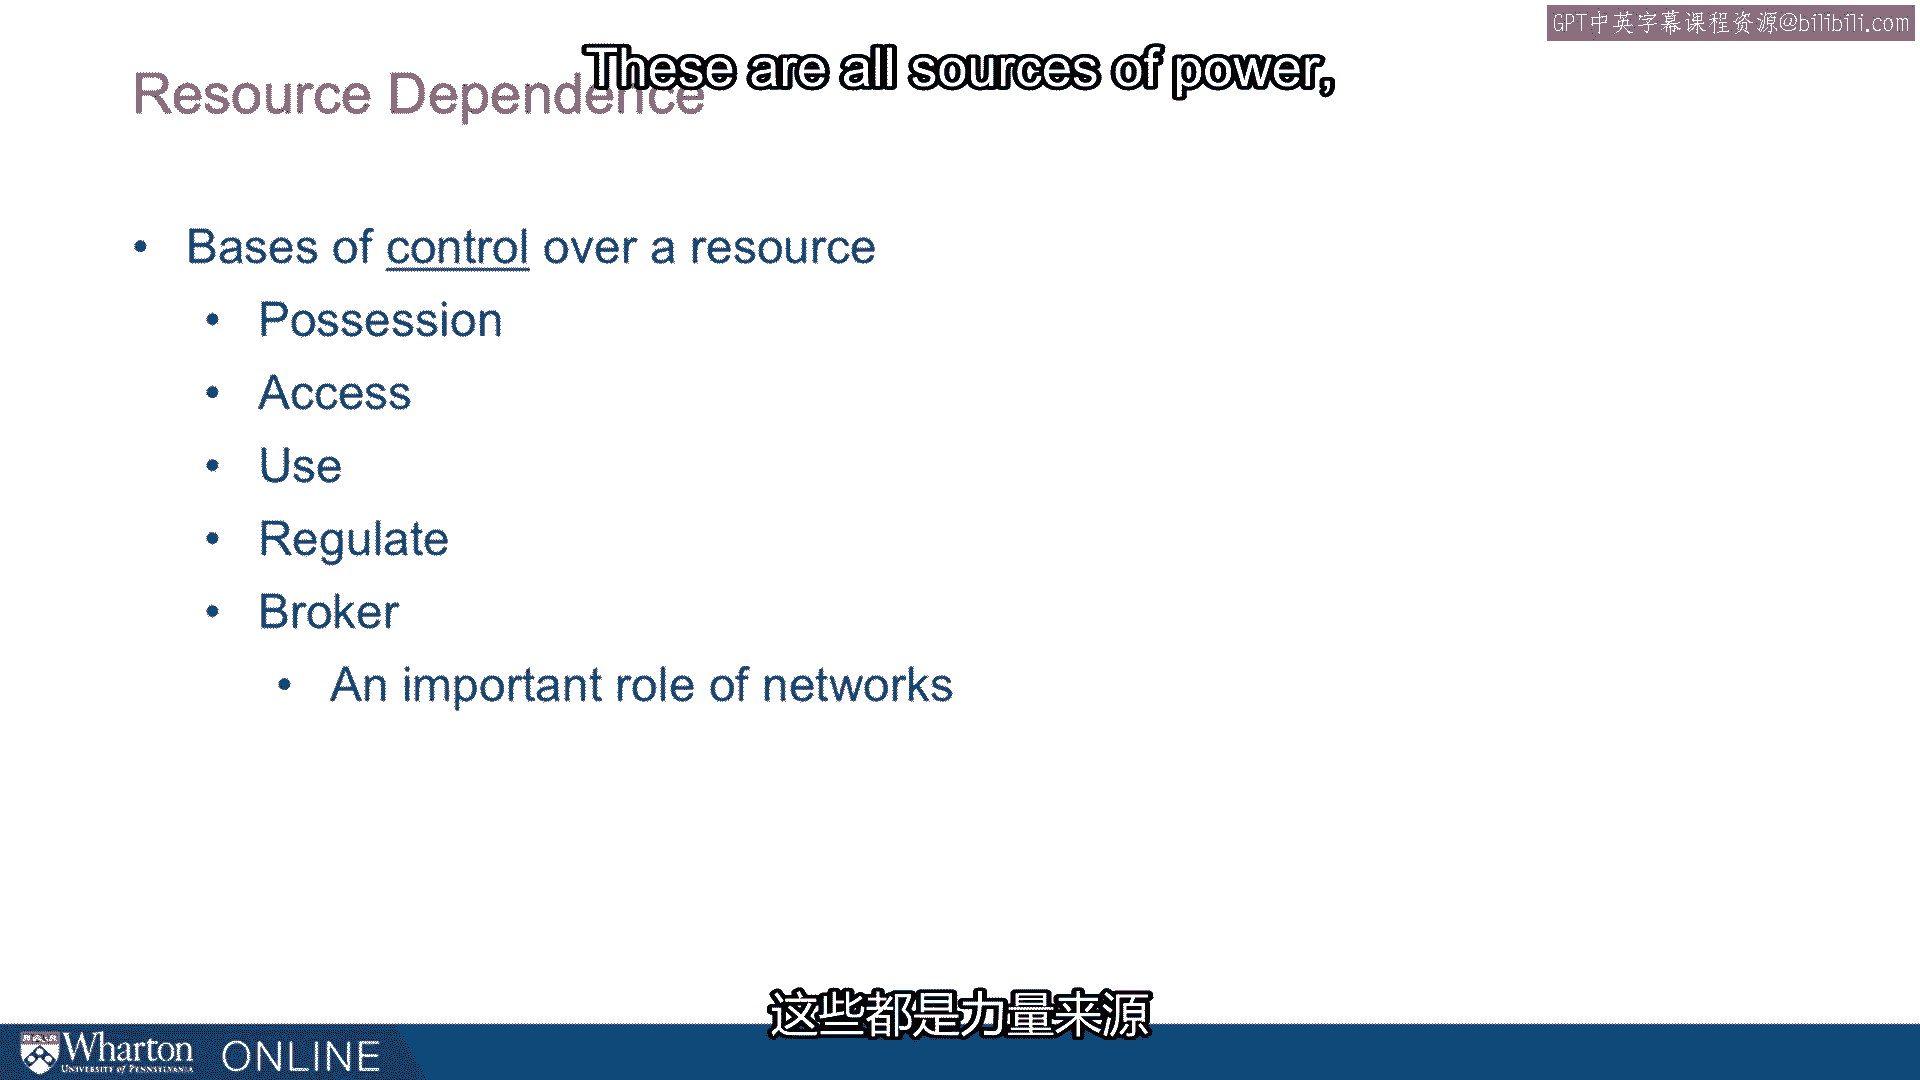 GPT中英字幕课程资源@bilibili.com
These are all sources of power,
Resource Dependence
• Bases of control over a resource
• Possession
• Access
• Use
• Regulate
• Broker
• An important role of networks
这些都是力量来源
Wharton ONLINE
UNIVERSITY of PENNSYLVANIA